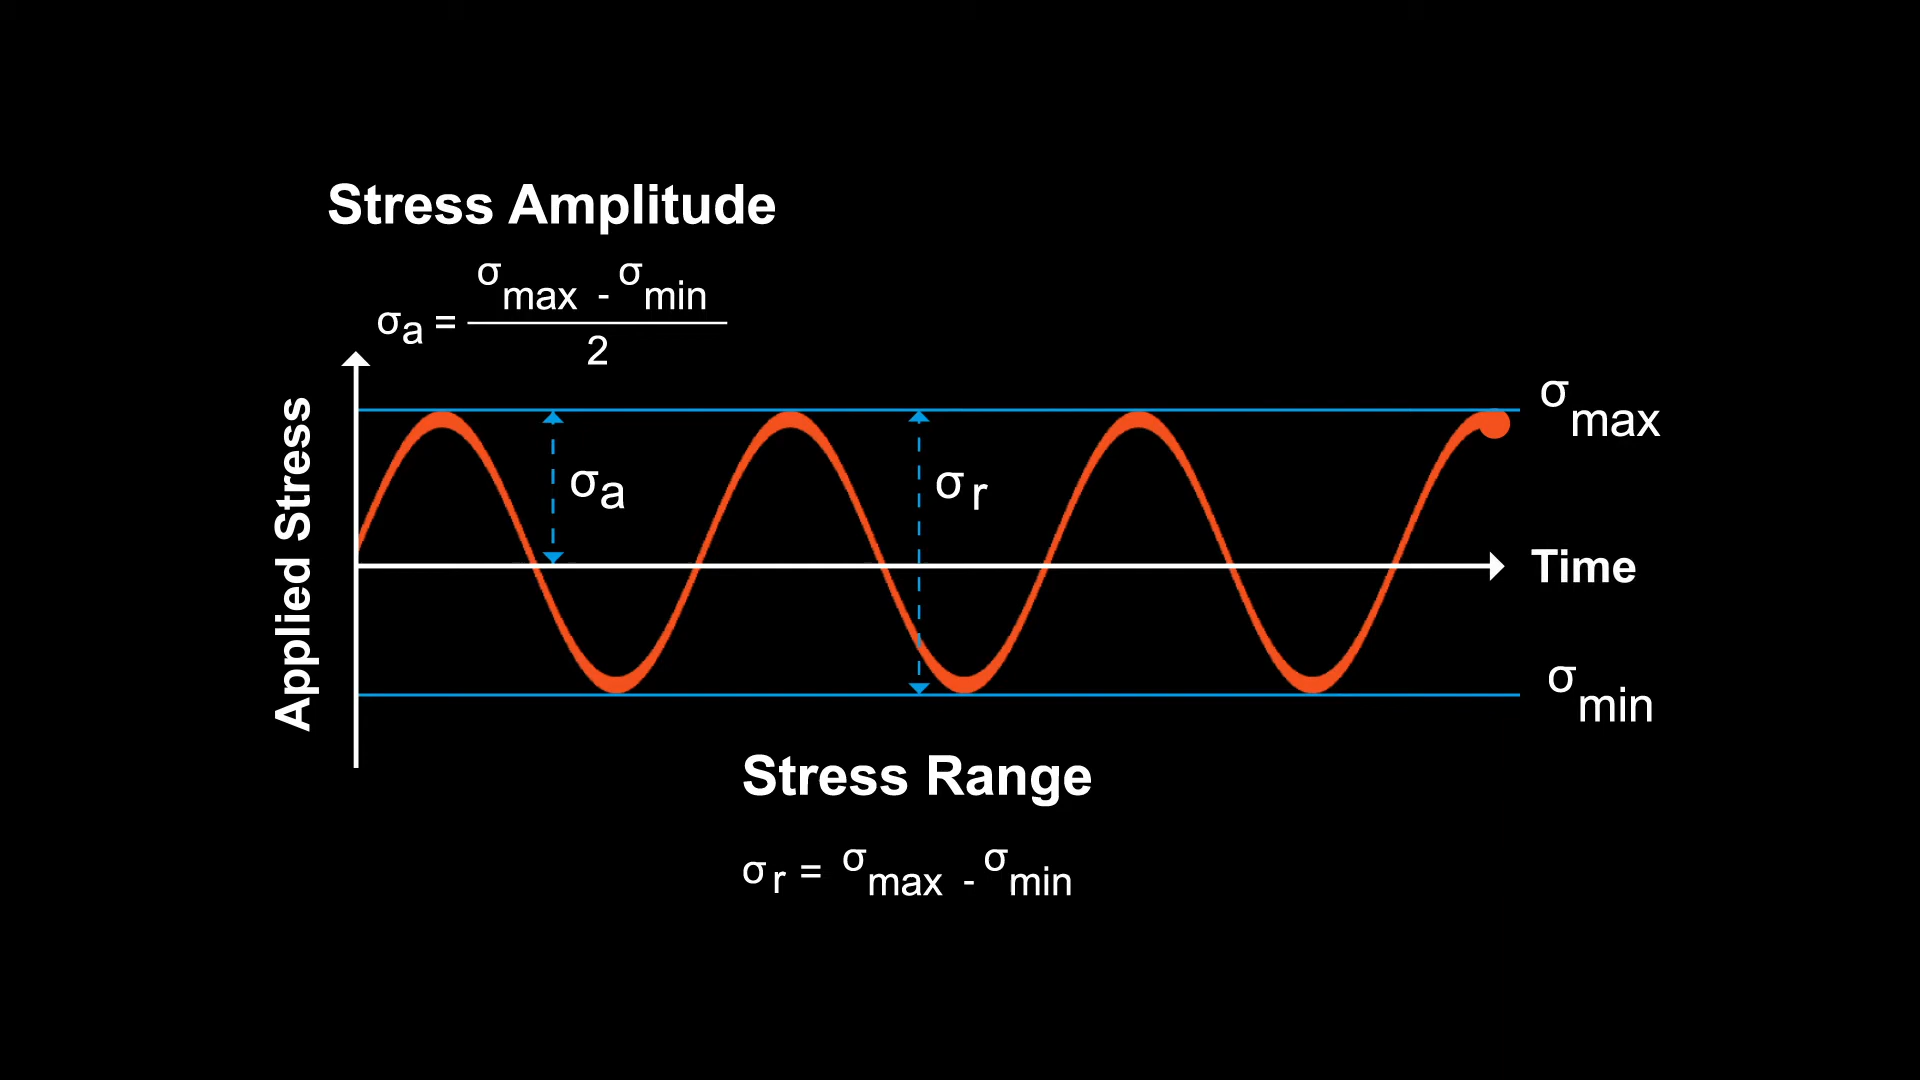 Stress Amplitude
σa = σmax - σmin
2
σmax
σa
σr
Applied Stress
Time
σmin
Stress Range
σr = σmax - σmin